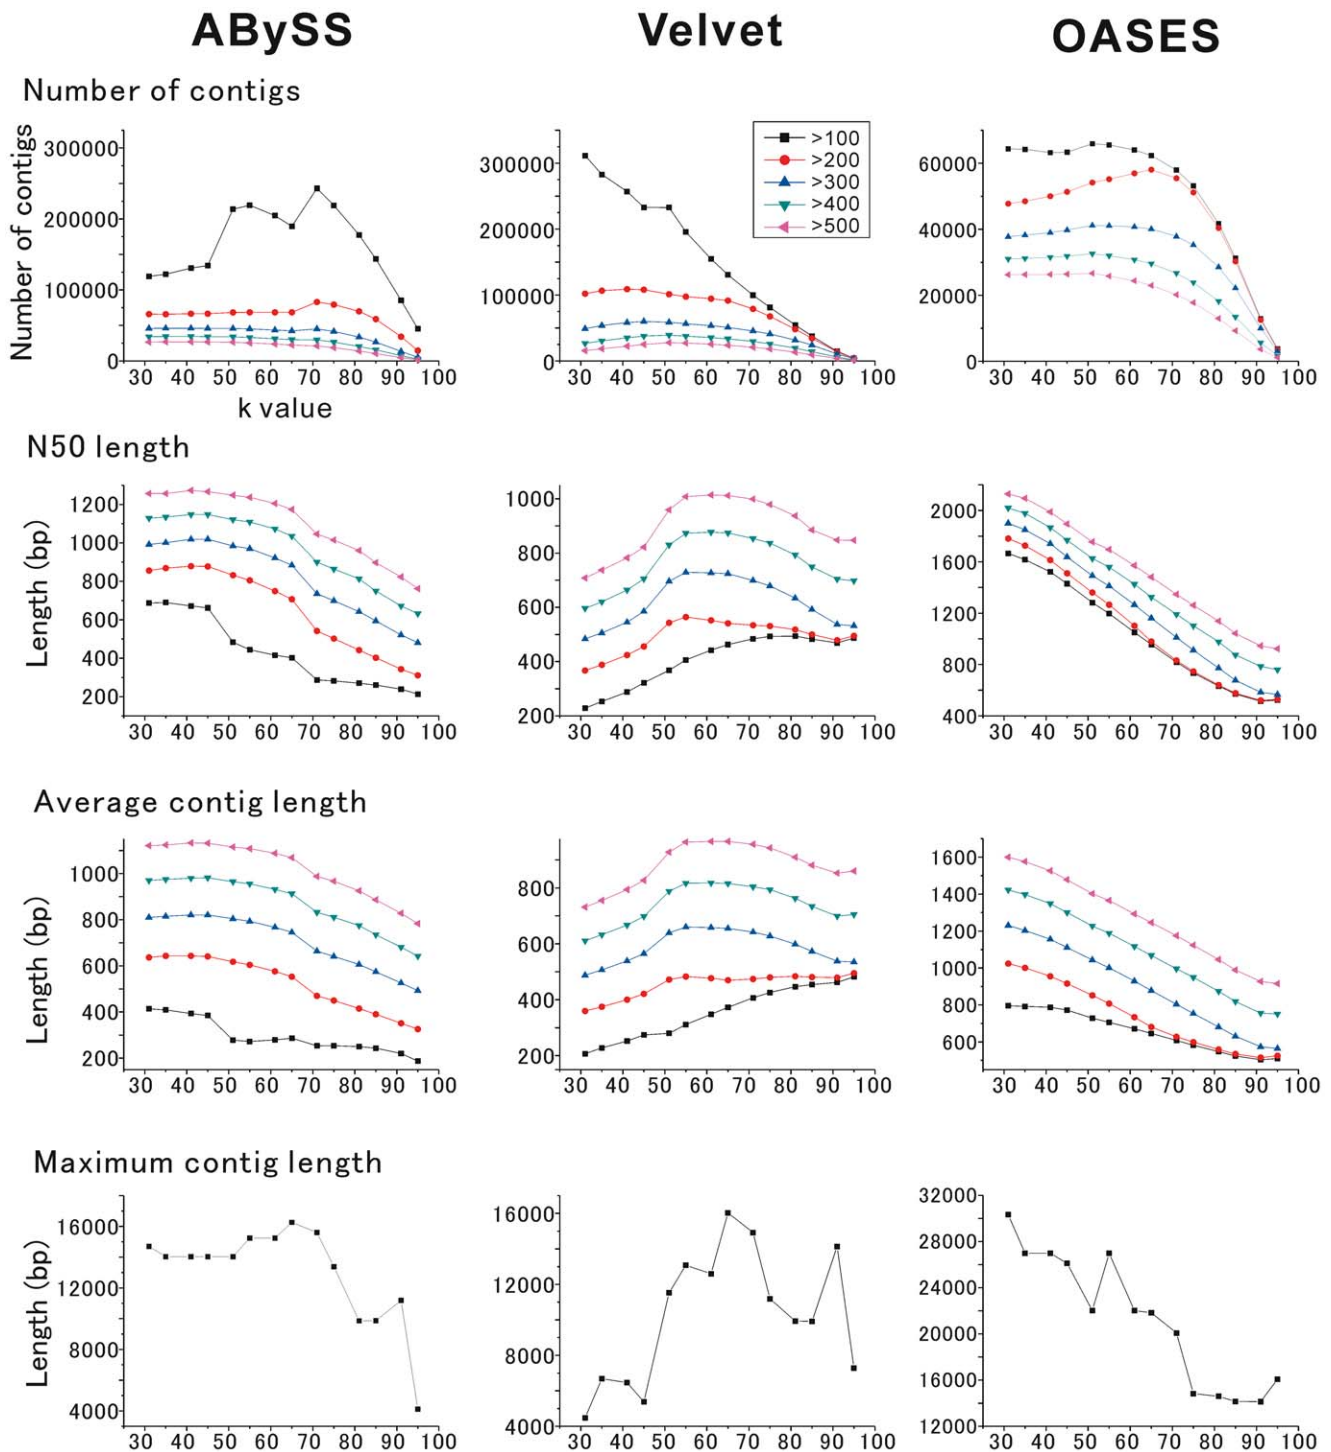 ABySS Velvet OASES
Number of contigs
Number of contigs
300000
200000
100000
0
30 40 50 60 70 80 90 100
k value
300000
200000
100000
0
30 40 50 60 70 80 90 100
>100
>200
>300
>400
>500
60000
40000
20000
0
30 40 50 60 70 80 90 100
N50 length
Length (bp)
1200
1000
800
600
400
200
30 40 50 60 70 80 90 100
1000
800
600
400
200
30 40 50 60 70 80 90 100
2000
1600
1200
800
400
30 40 50 60 70 80 90 100
Average contig length
Length (bp)
1000
800
600
400
200
30 40 50 60 70 80 90 100
800
600
400
200
30 40 50 60 70 80 90 100
1600
1400
1200
1000
800
600
30 40 50 60 70 80 90 100
Maximum contig length
Length (bp)
16000
12000
8000
4000
30 40 50 60 70 80 90 100
16000
12000
8000
4000
30 40 50 60 70 80 90 100
32000
28000
24000
20000
16000
12000
30 40 50 60 70 80 90 100